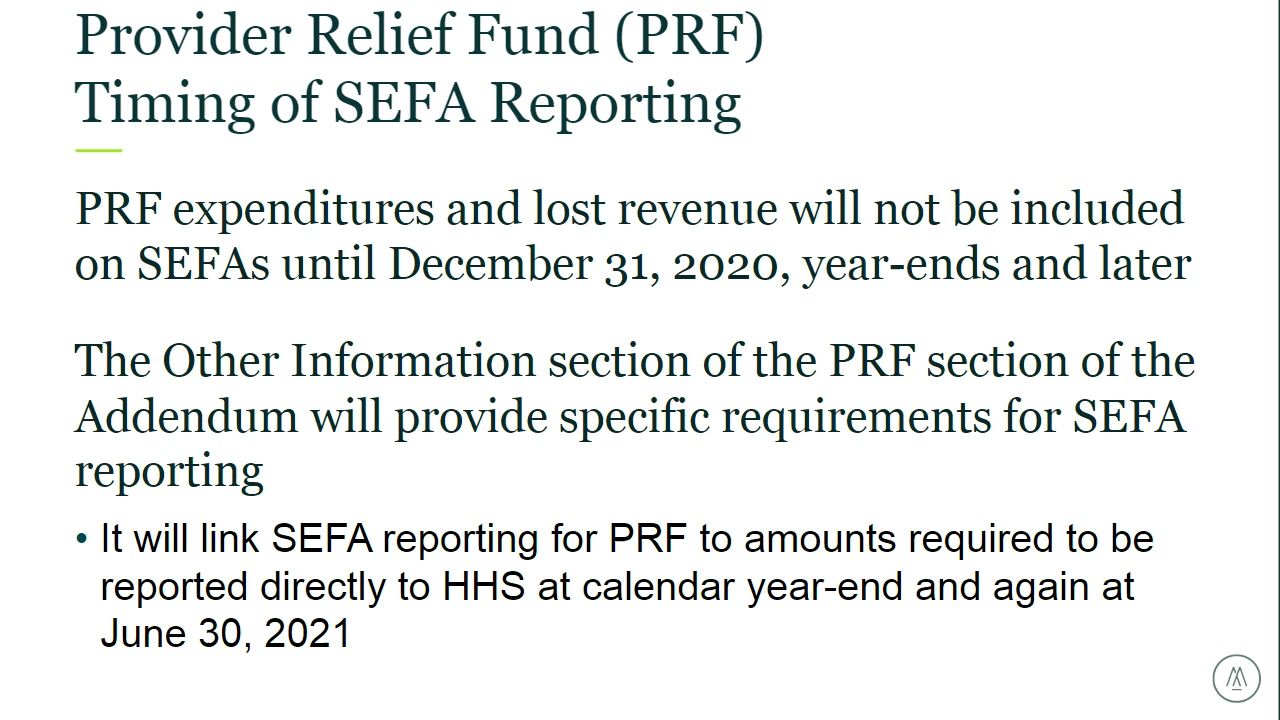 Provider Relief Fund (PRF)
Timing of SEFA Reporting
PRF expenditures and lost revenue will not be included
on SEFAs until December 31, 2020, year-ends and later
The Other Information section of the PRF section of the
Addendum will provide specific requirements for SEFA
reporting
• It will link SEFA reporting for PRF to amounts required to be
reported directly to HHS at calendar year-end and again at
June 30, 2021